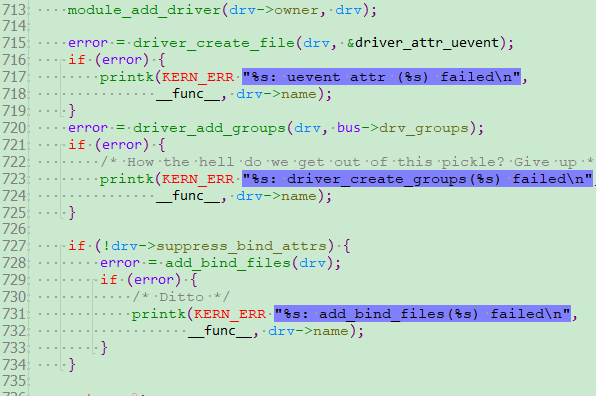 713 module_add_driver(drv->owner, drv);
714
715 error = driver_create_file(drv, &driver_attr_uevent);
716 if (error) {
717 printk(KERN_ERR "%s: uevent attr (%s) failed\n",
718 __func__, drv->name);
719 }
720 error = driver_add_groups(drv, bus->drv_groups);
721 if (error) {
722 /* How the hell do we get out of this pickle? Give up *
723 printk(KERN_ERR "%s: driver_create_groups(%s) failed\n",
724 __func__, drv->name);
725 }
726
727 if (!drv->suppress_bind_attrs) {
728 error = add_bind_files(drv);
729 if (error) {
730 /* Ditto */
731 printk(KERN_ERR "%s: add_bind_files(%s) failed\n",
732 __func__, drv->name);
733 }
734 }
735